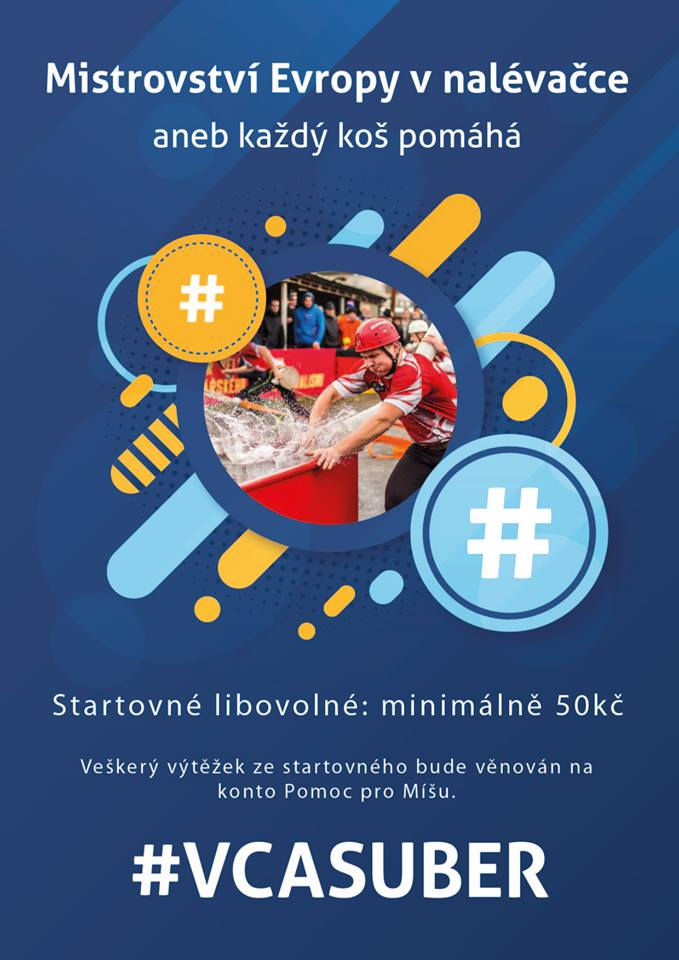 Mistrovství Evropy v nalévačce
aneb každý koš pomáhá
#
#
Startovné libovolné: minimálně 50kč
Veškerý výtěžek ze startovného bude věnován na
konto Pomoc pro Míšu.
#VCASUBER